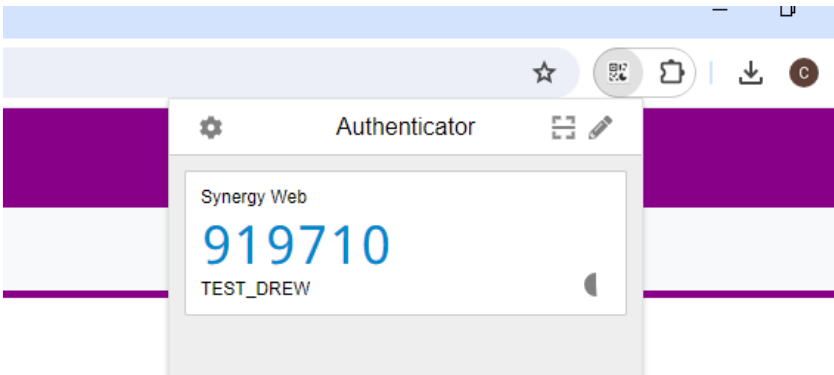 C
Authenticator
Synergy Web
919710
TEST_DREW